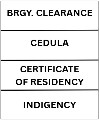 BRGY. CLEARANCE
CEDULA
CERTIFICATE
OF RESIDENCY
INDIGENCY